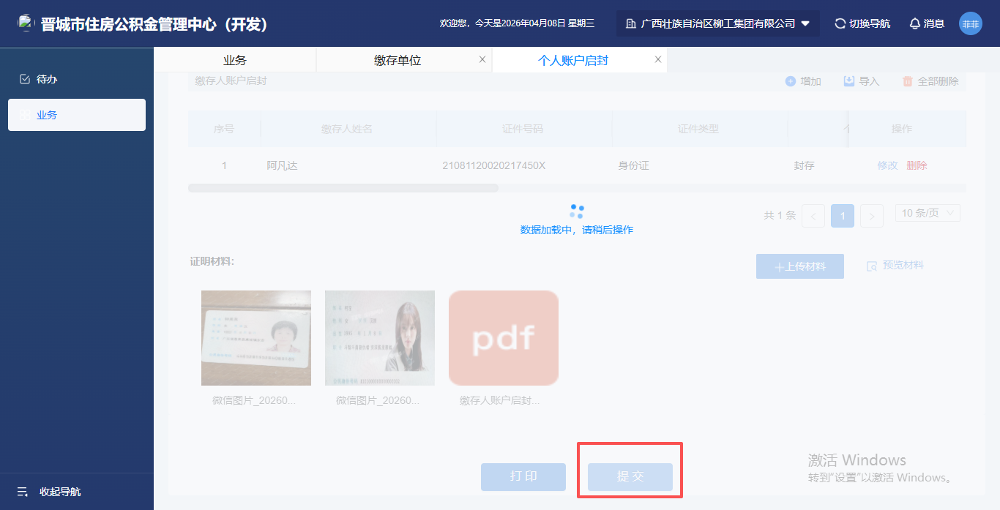 晋城市住房公积金管理中心（开发）
欢迎您，今天是2026年04月08日 星期三
广西壮族自治区柳工集团有限公司
切换导航
消息
菲菲
待办
业务
收起导航
业务
缴存单位
个人账户启封
缴存人账户启封
增加
导入
全部删除
序号 缴存人姓名 证件号码 证件类型 操作
1 阿凡达 21081120020217450X 身份证 封存 修改 删除
共 1 条
1
10 条/页
数据加载中，请稍后操作
证明材料：
上传材料
预览材料
pdf
微信图片_20260...
微信图片_20260...
缴存人账户启封...
打 印
提 交
激活 Windows
转到"设置"以激活 Windows。